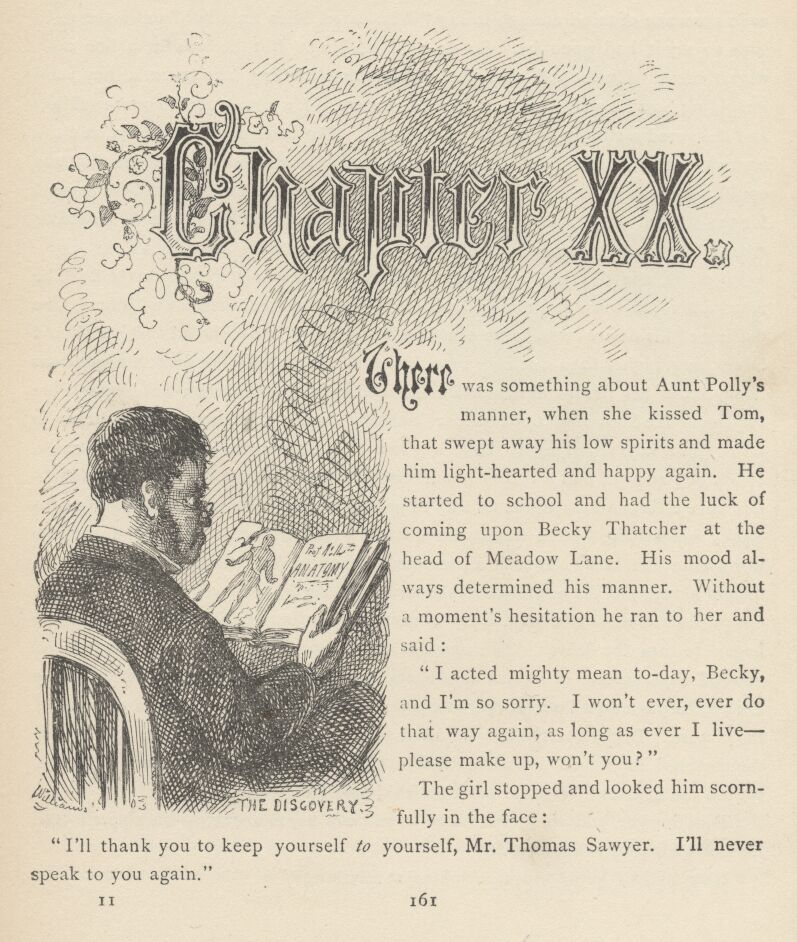 Chapter XX.
There was something about Aunt Polly's
manner, when she kissed Tom,
that swept away his low spirits and made
him light-hearted and happy again. He
started to school and had the luck of
coming upon Becky Thatcher at the
head of Meadow Lane. His mood al-
ways determined his manner. Without
a moment's hesitation he ran to her and
said:
"I acted mighty mean to-day, Becky,
and I'm so sorry. I won't ever, ever do
that way again, as long as ever I live—
please make up, won't you?"
The girl stopped and looked him scorn-
fully in the face:
"I'll thank you to keep yourself to yourself, Mr. Thomas Sawyer. I'll never
speak to you again."
11
161
Prof
ANATOMY
Williams
THE DISCOVERY.